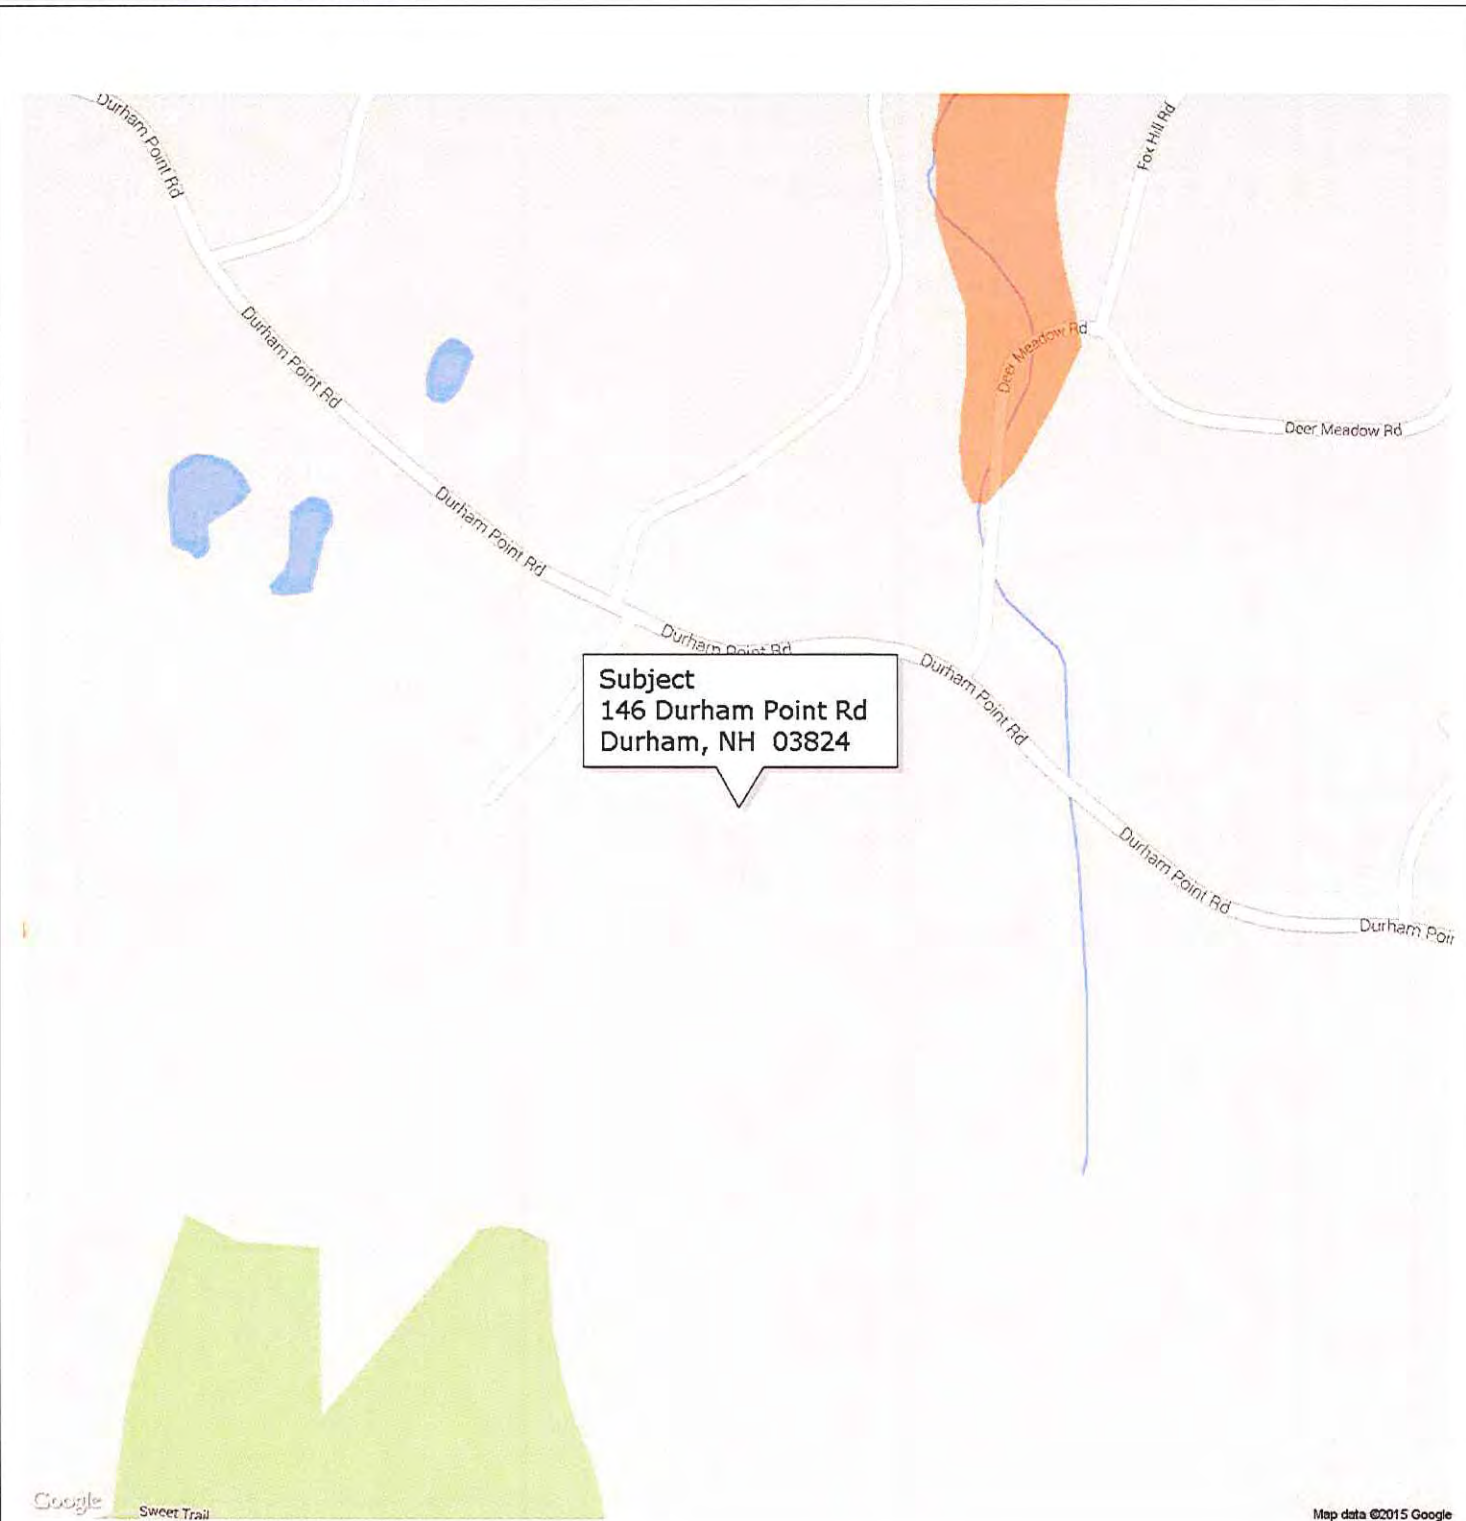 Durham Point Rd
Fox Hill Rd
Durham Point Rd
Deer Meadow Rd
Deer Meadow Rd
Durham Point Rd
Durham Point Rd
Durham Point Rd
Subject
146 Durham Point Rd
Durham, NH 03824
Durham Point Rd
Durham Poir
Google
Sweet Trail
Map data ©2015 Google